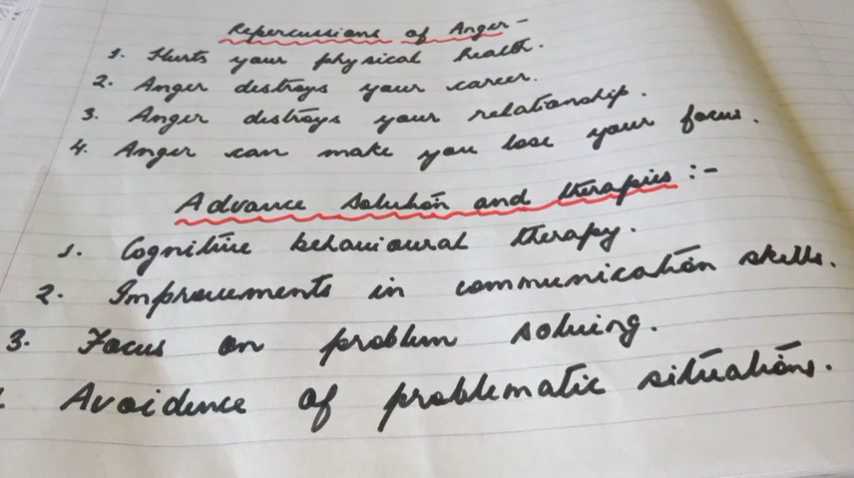 Repercussions of Anger -
1. Hurts your physical health.
2. Anger destroys your career.
3. Anger destroys your relationship.
4. Anger can make you lose your focus.
Advance solution and therapies :-
1. Cognitive behavioural therapy.
2. Improvements in communication skills.
3. Focus on problem solving.
Avoidence of problematic situations.